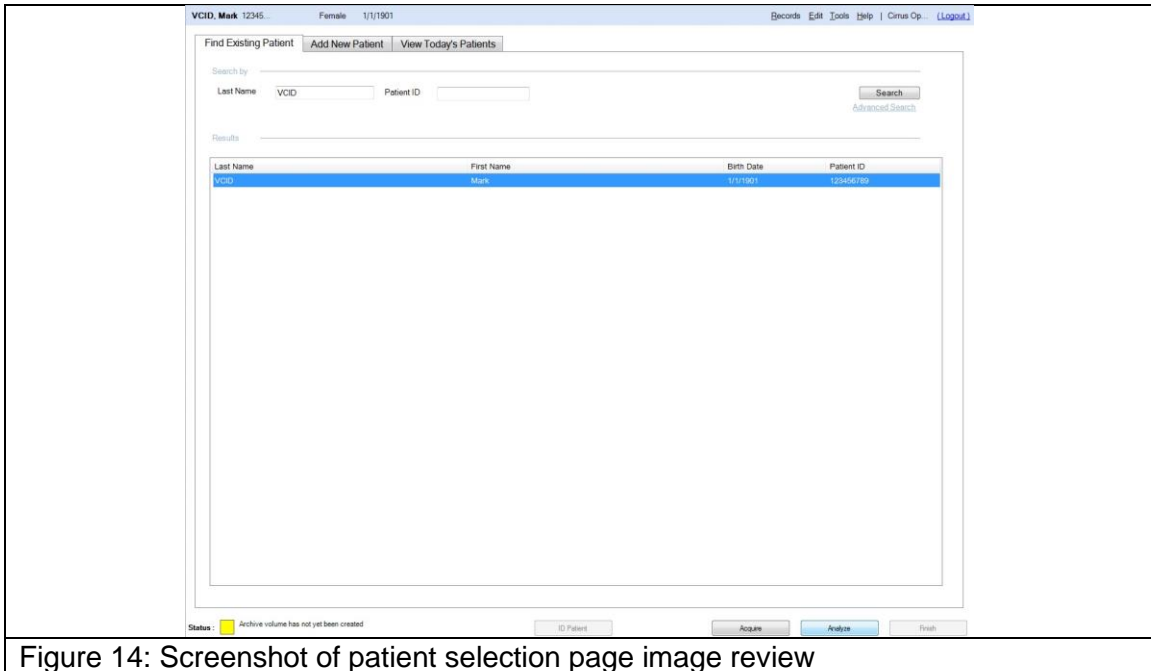 VCID, Mark 12345... Female 1/1/1901 Records Edit Tools Help | Cirrus Op... (Logout)
Find Existing Patient Add New Patient View Today's Patients
Search by
Last Name VCID Patient ID Search
Advanced Search
Results
Last Name First Name Birth Date Patient ID
VCID Mark 1/1/1901 123456789
Status : Archive volume has not yet been created ID Patient Acquire Analyze Finish
Figure 14: Screenshot of patient selection page image review